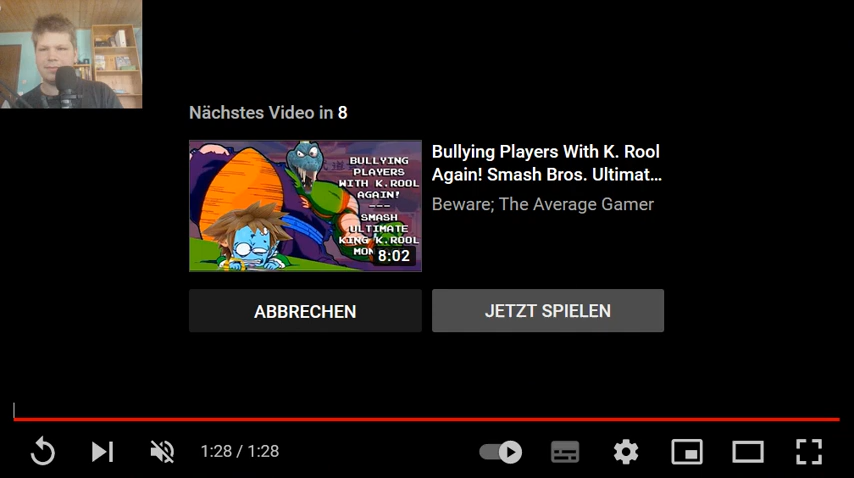 Nächstes Video in 8
BULLYING
PLAYERS
WITH K.ROOL
AGAIN!
---
SMASH
ULTIMATE
KING K.ROOL
MON
8:02
Bullying Players With K. Rool
Again! Smash Bros. Ultimat...
Beware; The Average Gamer
ABBRECHEN
JETZT SPIELEN
1:28 / 1:28